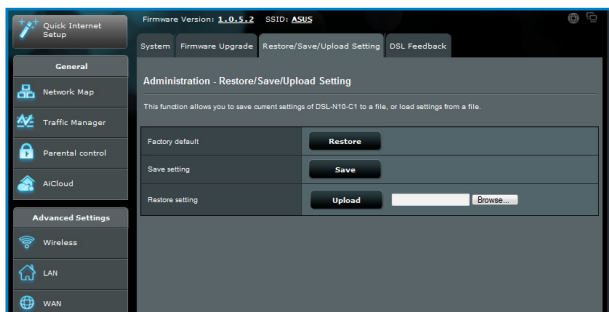 Quick Internet Setup
Firmware Version: 1.0.5.2 SSID: ASUS
System Firmware Upgrade Restore/Save/Upload Setting DSL Feedback
General
Network Map
Traffic Manager
Parental control
AiCloud
Advanced Settings
Wireless
LAN
WAN
Administration - Restore/Save/Upload Setting
This function allows you to save current settings of DSL-N10-C1 to a file, or load settings from a file.
Factory default Restore
Save setting Save
Restore setting Upload Browse...